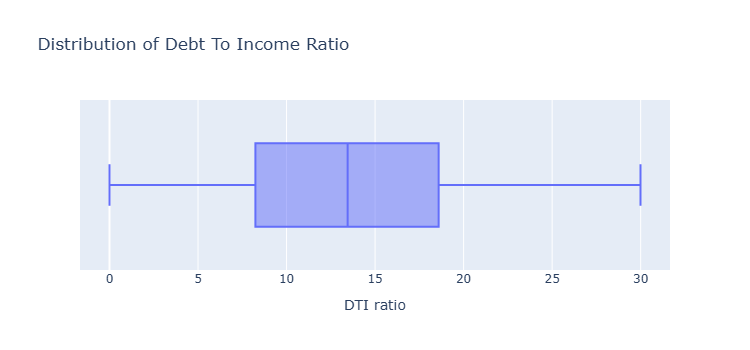 Distribution of Debt To Income Ratio
0 5 10 15 20 25 30
DTI ratio